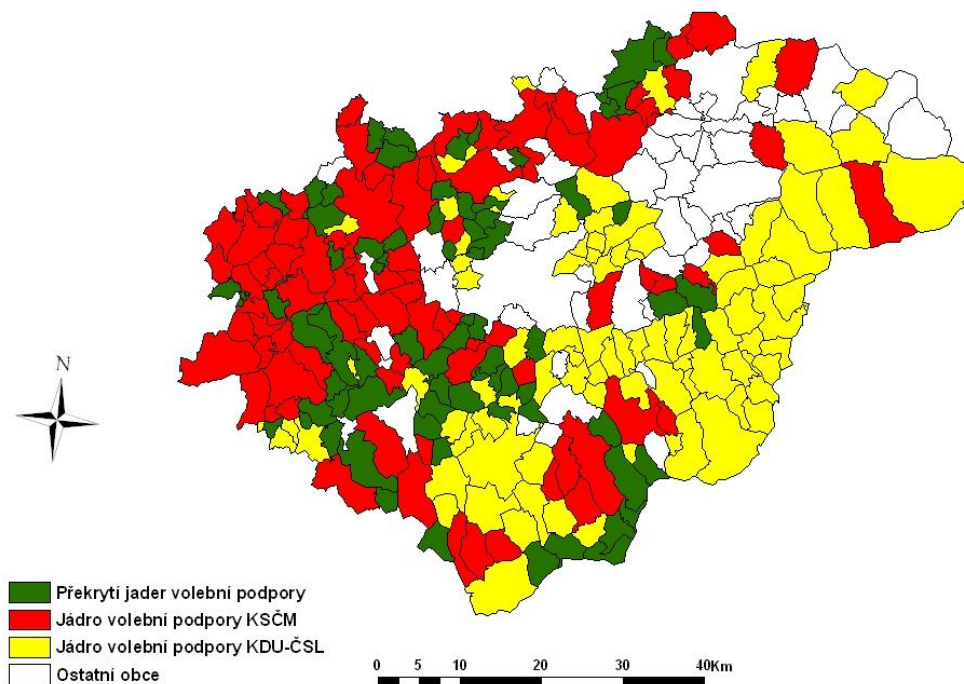 N
Překrytí jader volební podpory
Jádro volební podpory KSČM
Jádro volební podpory KDU-ČSL
Ostatní obce
0 5 10 20 30 40Km